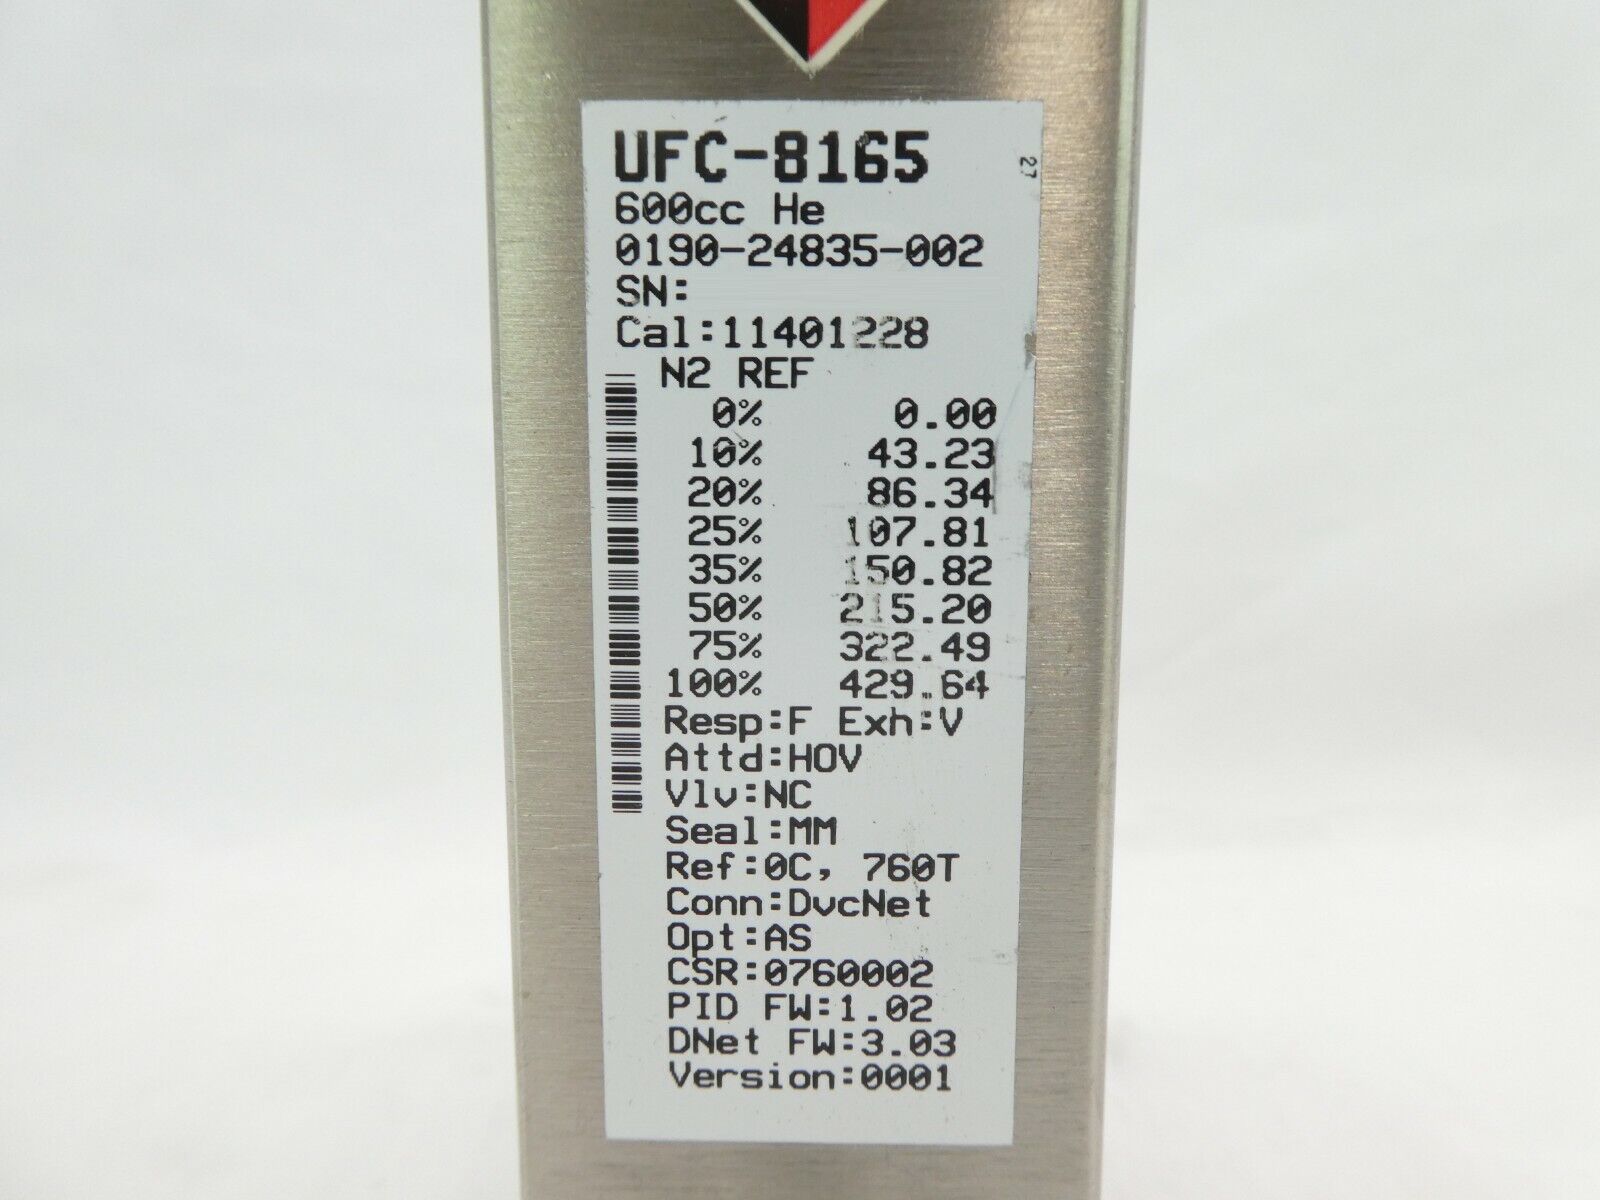 UFC-8165
27
600cc He
0190-24835-002
SN:
Cal:11401228
N2 REF
0% 0.00
10% 43.23
20% 86.34
25% 107.81
35% 150.82
50% 215.20
75% 322.49
100% 429.64
Resp:F Exh:V
Attd:HOV
Vlv:NC
Seal:MM
Ref:0C, 760T
Conn:DvcNet
Opt:AS
CSR:0760002
PID FW:1.02
DNet FW:3.03
Version:0001